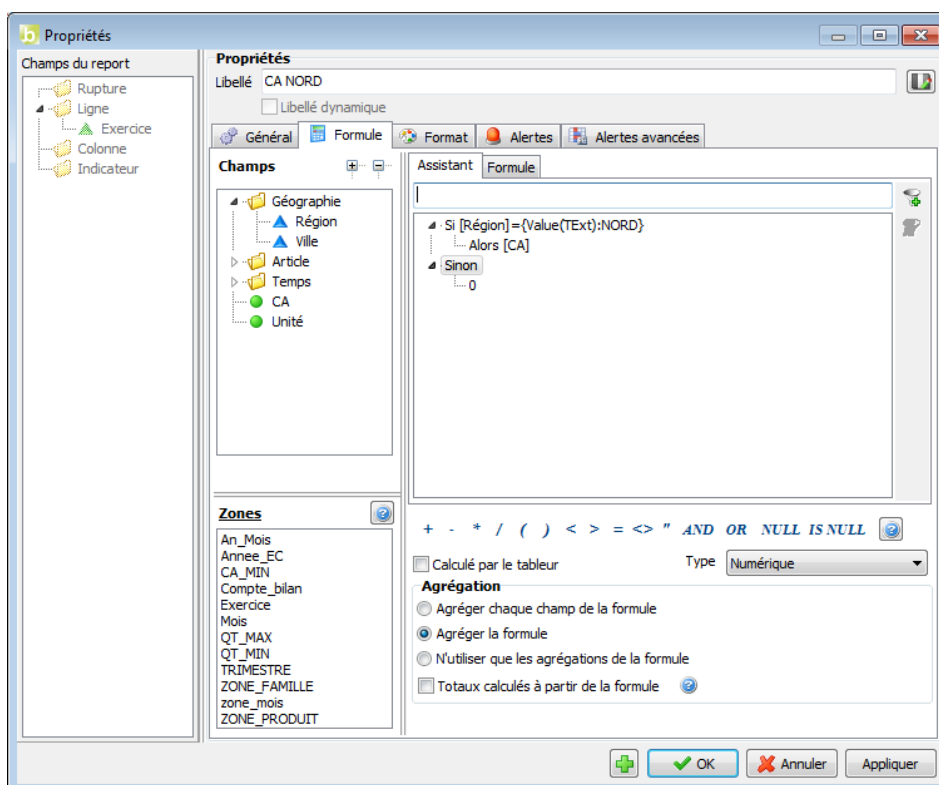 Propriétés
Champs du report
Rupture
Ligne
Exercice
Colonne
Indicateur
Propriétés
Libellé CA NORD
Libellé dynamique
Général Formule Format Alertes Alertes avancées
Champs
Géographie
Région
Ville
Article
Temps
CA
Unité
Zones
An_Mois
Annee_EC
CA_MIN
Compte_bilan
Exercice
Mois
QT_MAX
QT_MIN
TRIMESTRE
ZONE_FAMILLE
zone_mois
ZONE_PRODUIT
Assistant Formule
Si [Région]={Value(TExt):NORD}
Alors [CA]
Sinon
0
+ - * / ( ) < > = <> " AND OR NULL IS NULL
Calculé par le tableur Type Numérique
Agrégation
Agréger chaque champ de la formule
Agréger la formule
N'utiliser que les agrégations de la formule
Totaux calculés à partir de la formule
OK Annuler Appliquer